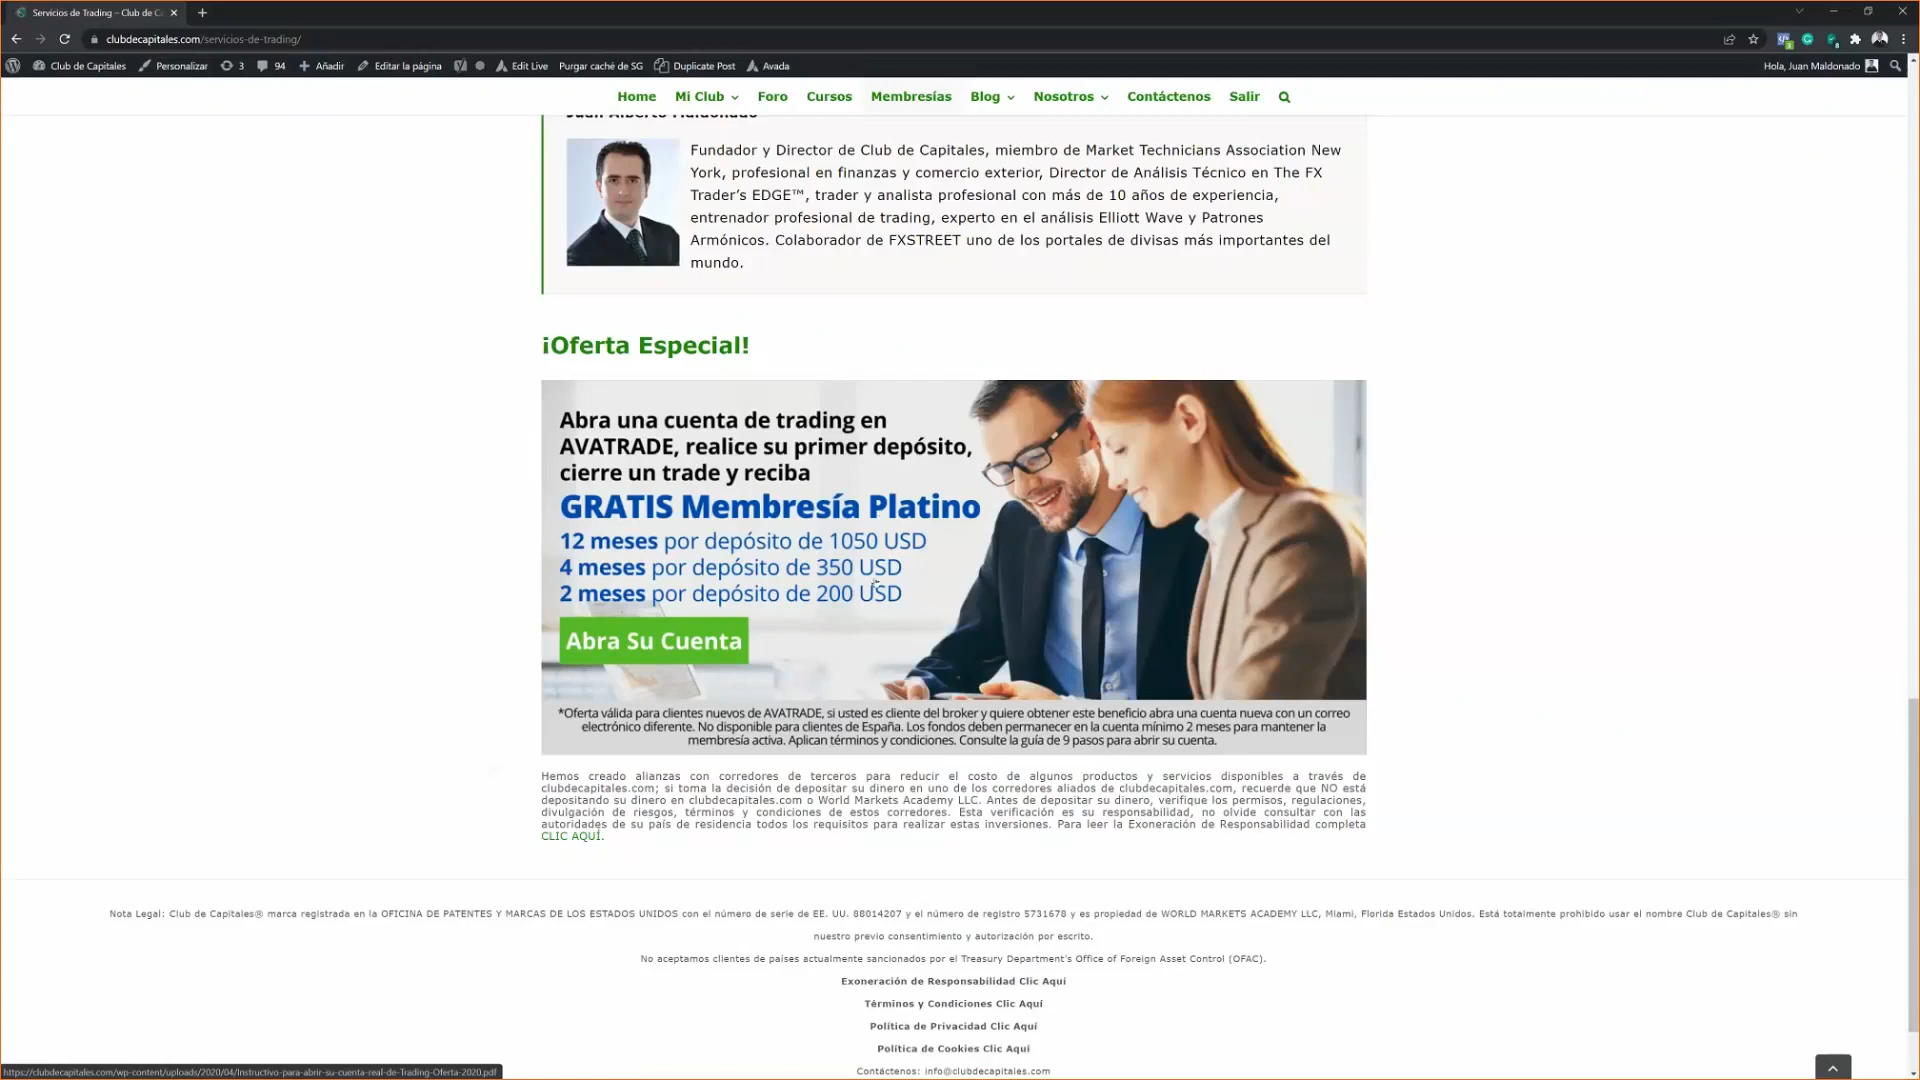 Servicios de Trading – Club de C
clubdecapitales.com/servicios-de-trading/
Club de Capitales Personalizar 3 94 Añadir Editar la página Edit Live Purgar caché de SG Duplicate Post Avada Hola, Juan Maldonado
Home Mi Club Foro Cursos Membresías Blog Nosotros Contáctenos Salir
Juan Alberto Maldonado
Fundador y Director de Club de Capitales, miembro de Market Technicians Association New
York, profesional en finanzas y comercio exterior, Director de Análisis Técnico en The FX
Trader's EDGE™, trader y analista profesional con más de 10 años de experiencia,
entrenador profesional de trading, experto en el análisis Elliott Wave y Patrones
Armónicos. Colaborador de FXSTREET uno de los portales de divisas más importantes del
mundo.
¡Oferta Especial!
Abra una cuenta de trading en
AVATRADE, realice su primer depósito,
cierre un trade y reciba
GRATIS Membresía Platino
12 meses por depósito de 1050 USD
4 meses por depósito de 350 USD
2 meses por depósito de 200 USD
Abra Su Cuenta
*Oferta válida para clientes nuevos de AVATRADE, si usted es cliente del broker y quiere obtener este beneficio abra una cuenta nueva con un correo
electrónico diferente. No disponible para clientes de España. Los fondos deben permanecer en la cuenta mínimo 2 meses para mantener la
membresía activa. Aplican términos y condiciones. Consulte la guía de 9 pasos para abrir su cuenta.
Hemos creado alianzas con corredores de terceros para reducir el costo de algunos productos y servicios disponibles a través de
clubdecapitales.com; si toma la decisión de depositar su dinero en uno de los corredores aliados de clubdecapitales.com, recuerde que NO está
depositando su dinero en clubdecapitales.com o World Markets Academy LLC. Antes de depositar su dinero, verifique los permisos, regulaciones,
divulgación de riesgos, términos y condiciones de estos corredores. Esta verificación es su responsabilidad, no olvide consultar con las
autoridades de su país de residencia todos los requisitos para realizar estas inversiones. Para leer la Exoneración de Responsabilidad completa
CLIC AQUÍ.
Nota Legal: Club de Capitales® marca registrada en la OFICINA DE PATENTES Y MARCAS DE LOS ESTADOS UNIDOS con el número de serie de EE. UU. 88014207 y el número de registro 5731678 y es propiedad de WORLD MARKETS ACADEMY LLC, Miami, Florida Estados Unidos. Está totalmente prohibido usar el nombre Club de Capitales® sin
nuestro previo consentimiento y autorización por escrito.
No aceptamos clientes de países actualmente sancionados por el Treasury Department's Office of Foreign Asset Control (OFAC).
Exoneración de Responsabilidad Clic Aquí
Términos y Condiciones Clic Aquí
Política de Privacidad Clic Aquí
Política de Cookies Clic Aquí
Contáctenos: info@clubdecapitales.com
https://clubdecapitales.com/wp-content/uploads/2020/04/Instructivo-para-abrir-su-cuenta-real-de-Trading-Oferta-2020.pdf